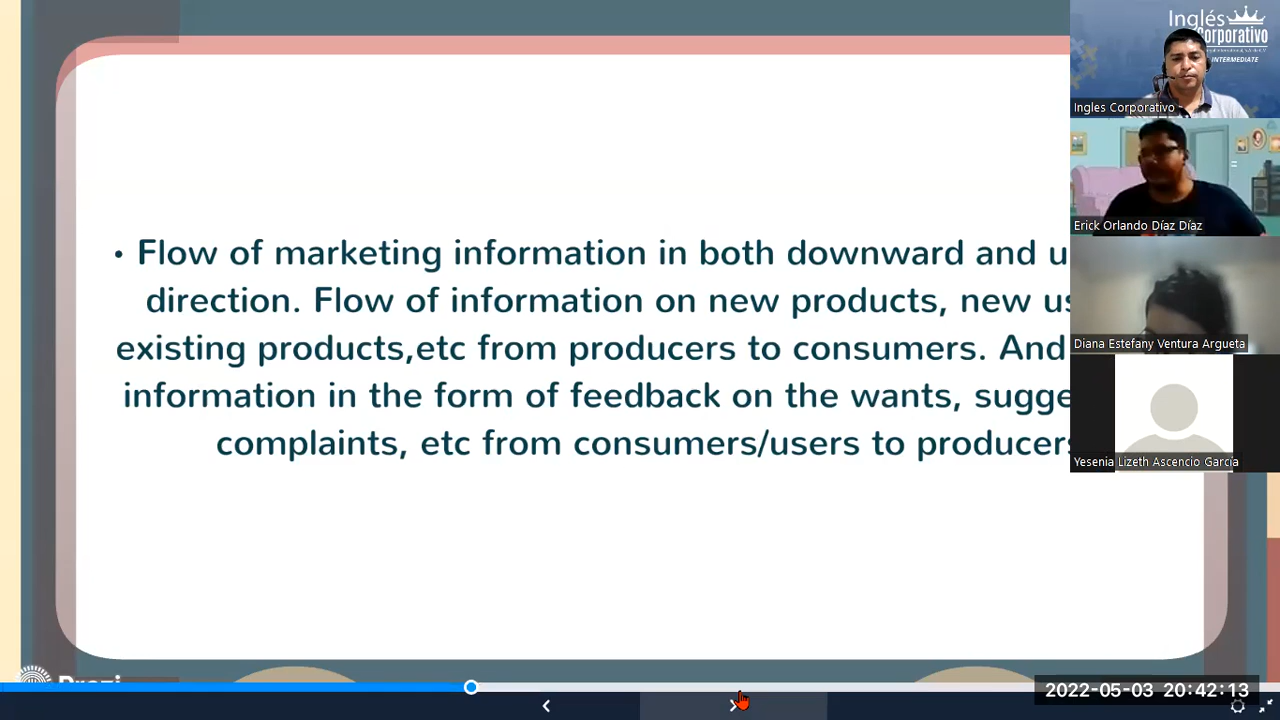 • Flow of marketing information in both downward and
direction. Flow of information on new products, new
existing products,etc from producers to consumers. And
information in the form of feedback on the wants,
complaints, etc from consumers/users to producers
Inglés
Corporativo
INTERMEDIATE
Ingles Corporativo -
Erick Orlando Díaz Díaz
Diana Estefany Ventura Argueta
Yesenia Lizeth Ascencio García
Prezi
2022-05-03 20:42:13